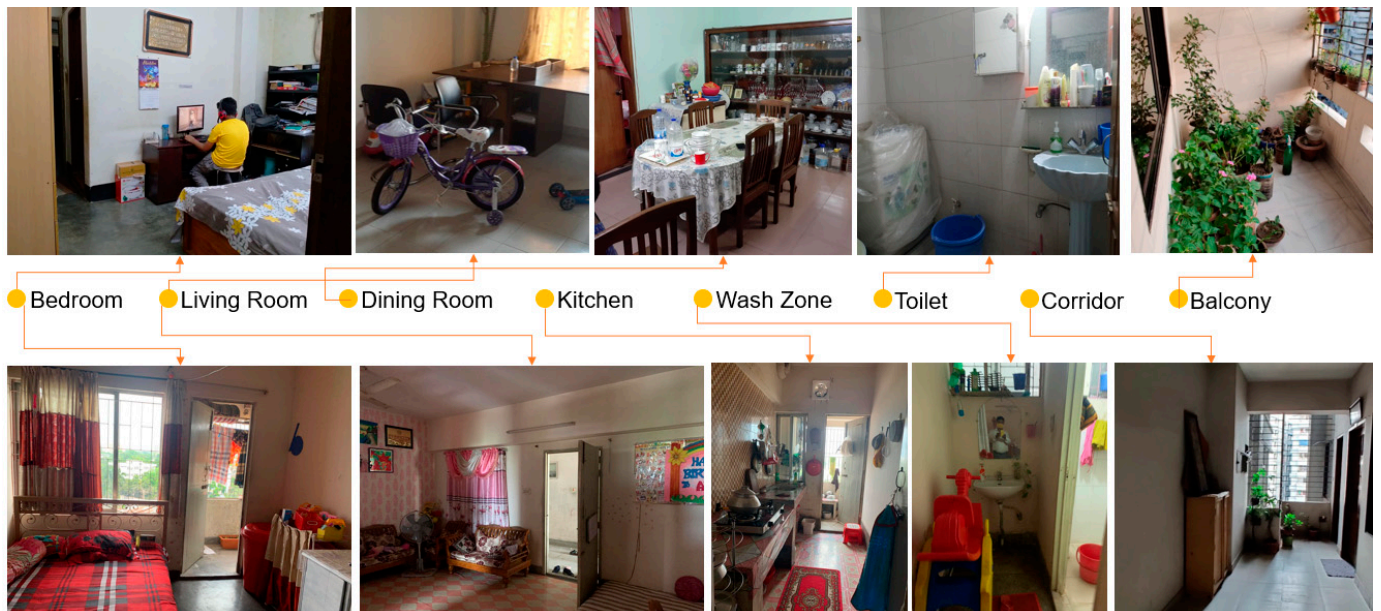 Bedroom
Living Room
Dining Room
Kitchen
Wash Zone
Toilet
Corridor
Balcony